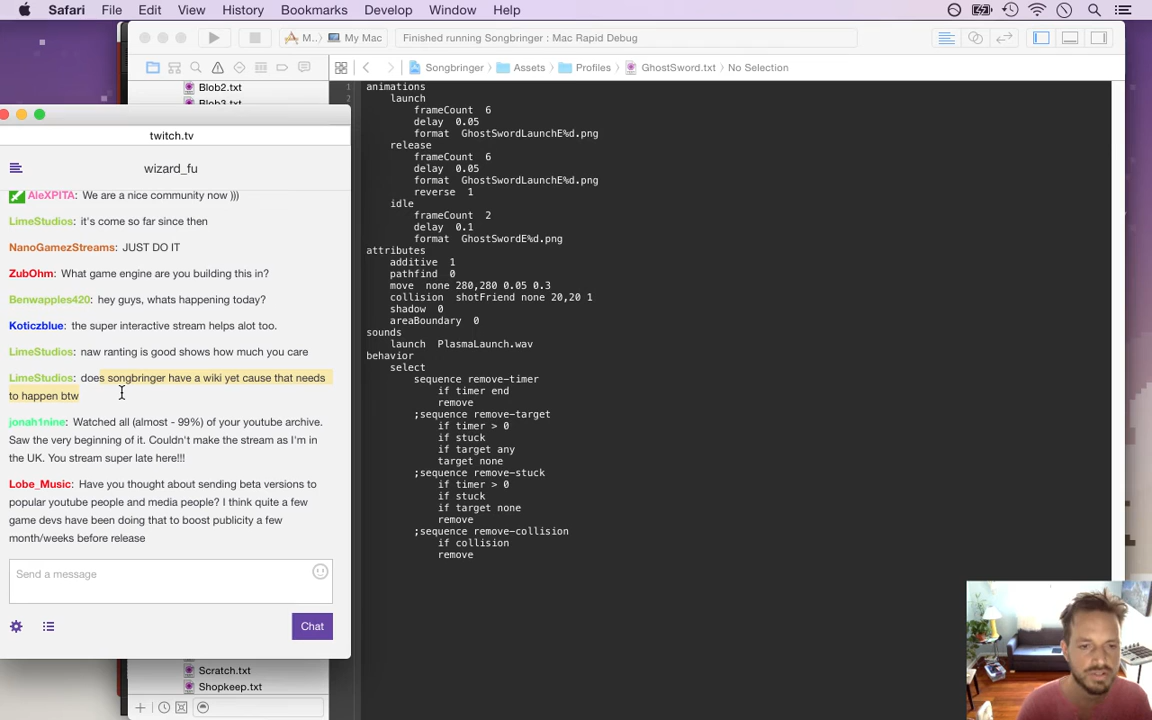 Safari File Edit View History Bookmarks Develop Window Help
M.. My Mac Finished running Songbringer : Mac Rapid Debug
Songbringer Assets Profiles GhostSword.txt No Selection
Blob2.txt
Blob3.txt
twitch.tv
wizard_fu
AleXPITA: We are a nice community now )))
LimeStudios: it's come so far since then
NanoGamezStreams: JUST DO IT
ZubOhm: What game engine are you building this in?
Benwapples420: hey guys, whats happening today?
Koticzblue: the super interactive stream helps alot too.
LimeStudios: naw ranting is good shows how much you care
LimeStudios: does songbringer have a wiki yet cause that needs
to happen btw
jonah1nine: Watched all (almost - 99%) of your youtube archive.
Saw the very beginning of it. Couldn't make the stream as I'm in
the UK. You stream super late here!!!
Lobe_Music: Have you thought about sending beta versions to
popular youtube people and media people? I think quite a few
game devs have been doing that to boost publicity a few
month/weeks before release
Send a message
Chat
Scratch.txt
Shopkeep.txt
1
2
animations
launch
frameCount 6
delay 0.05
format GhostSwordLaunchE%d.png
release
frameCount 6
delay 0.05
format GhostSwordLaunchE%d.png
reverse 1
idle
frameCount 2
delay 0.1
format GhostSwordE%d.png
attributes
additive 1
pathfind 0
move none 280,280 0.05 0.3
collision shotFriend none 20,20 1
shadow 0
areaBoundary 0
sounds
launch PlasmaLaunch.wav
behavior
select
sequence remove-timer
if timer end
remove
;sequence remove-target
if timer > 0
if stuck
if target any
target none
;sequence remove-stuck
if timer > 0
if stuck
if target none
remove
;sequence remove-collision
if collision
remove